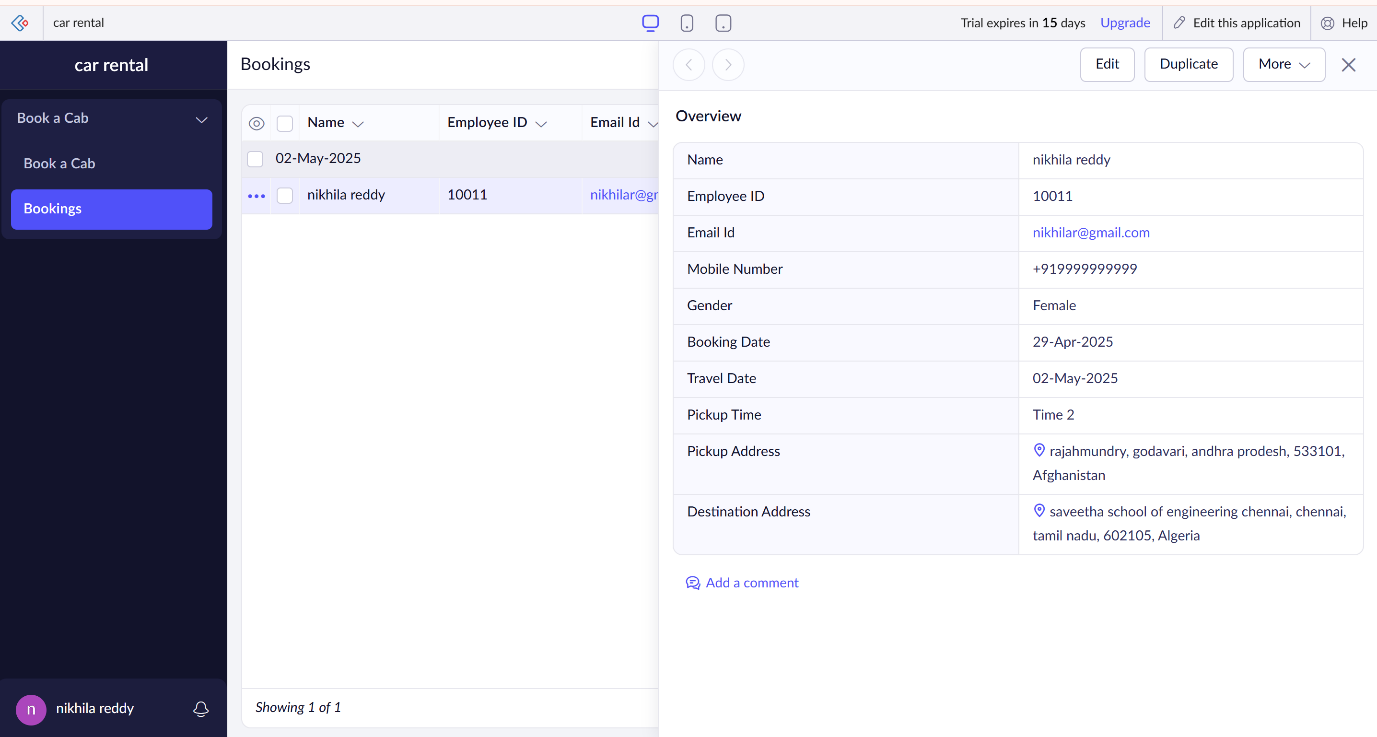 car rental
Trial expires in 15 days
Upgrade
Edit this application
Help
car rental
Book a Cab
Book a Cab
Bookings
nikhila reddy
n
Bookings
Name
Employee ID
Email Id
02-May-2025
nikhila reddy
10011
nikhilar@gr
Showing 1 of 1
Edit
Duplicate
More
Overview
Name
nikhila reddy
Employee ID
10011
Email Id
nikhilar@gmail.com
Mobile Number
+919999999999
Gender
Female
Booking Date
29-Apr-2025
Travel Date
02-May-2025
Pickup Time
Time 2
Pickup Address
rajahmundry, godavari, andhra prodesh, 533101,
Afghanistan
Destination Address
saveetha school of engineering chennai, chennai,
tamil nadu, 602105, Algeria
Add a comment